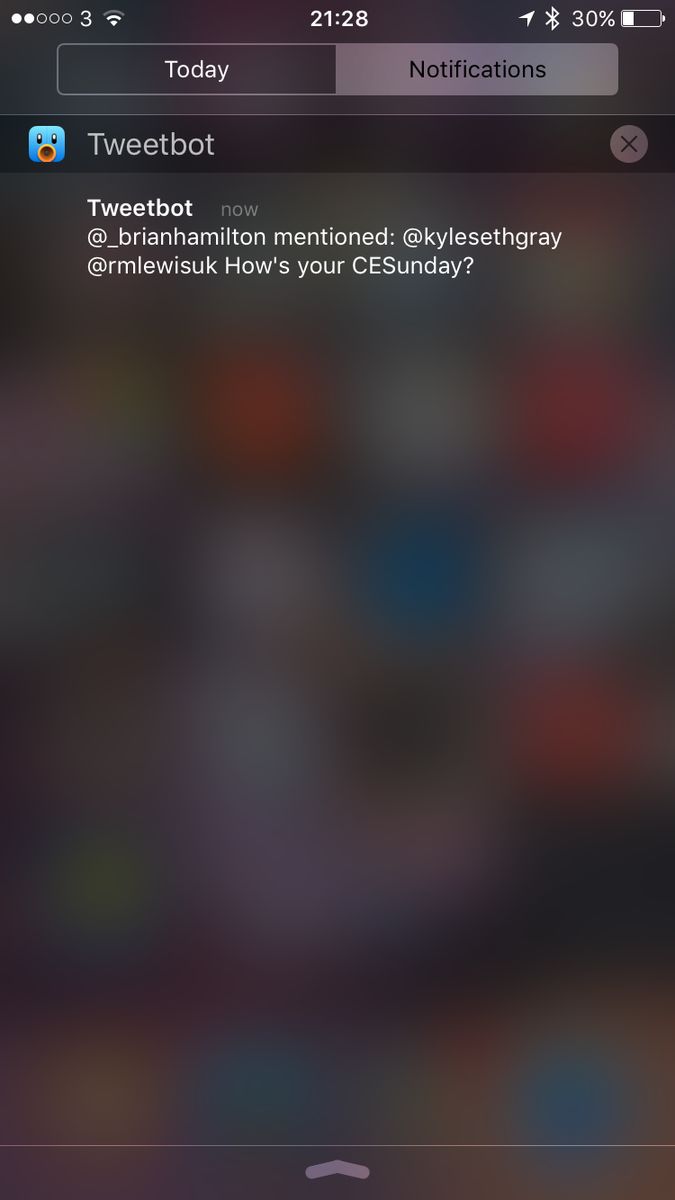 3 21:28 30%
Today Notifications
Tweetbot
Tweetbot now
@_brianhamilton mentioned: @kylesethgray
@rmlewisuk How's your CESunday?